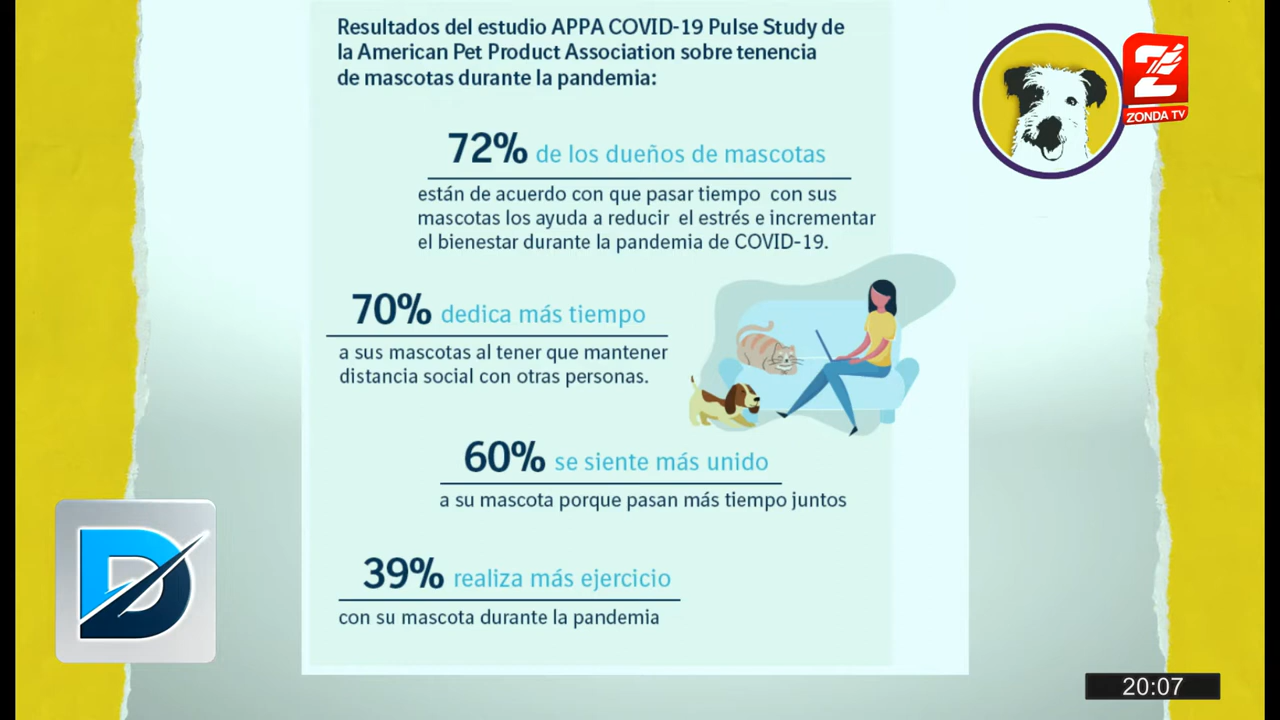 Resultados del estudio APPA COVID-19 Pulse Study de
la American Pet Product Association sobre tenencia
de mascotas durante la pandemia:
72% de los dueños de mascotas
están de acuerdo con que pasar tiempo con sus
mascotas los ayuda a reducir el estrés e incrementar
el bienestar durante la pandemia de COVID-19.
70% dedica más tiempo
a sus mascotas al tener que mantener
distancia social con otras personas.
60% se siente más unido
a su mascota porque pasan más tiempo juntos
39% realiza más ejercicio
con su mascota durante la pandemia
Z
ZONDA TV
D
20:07